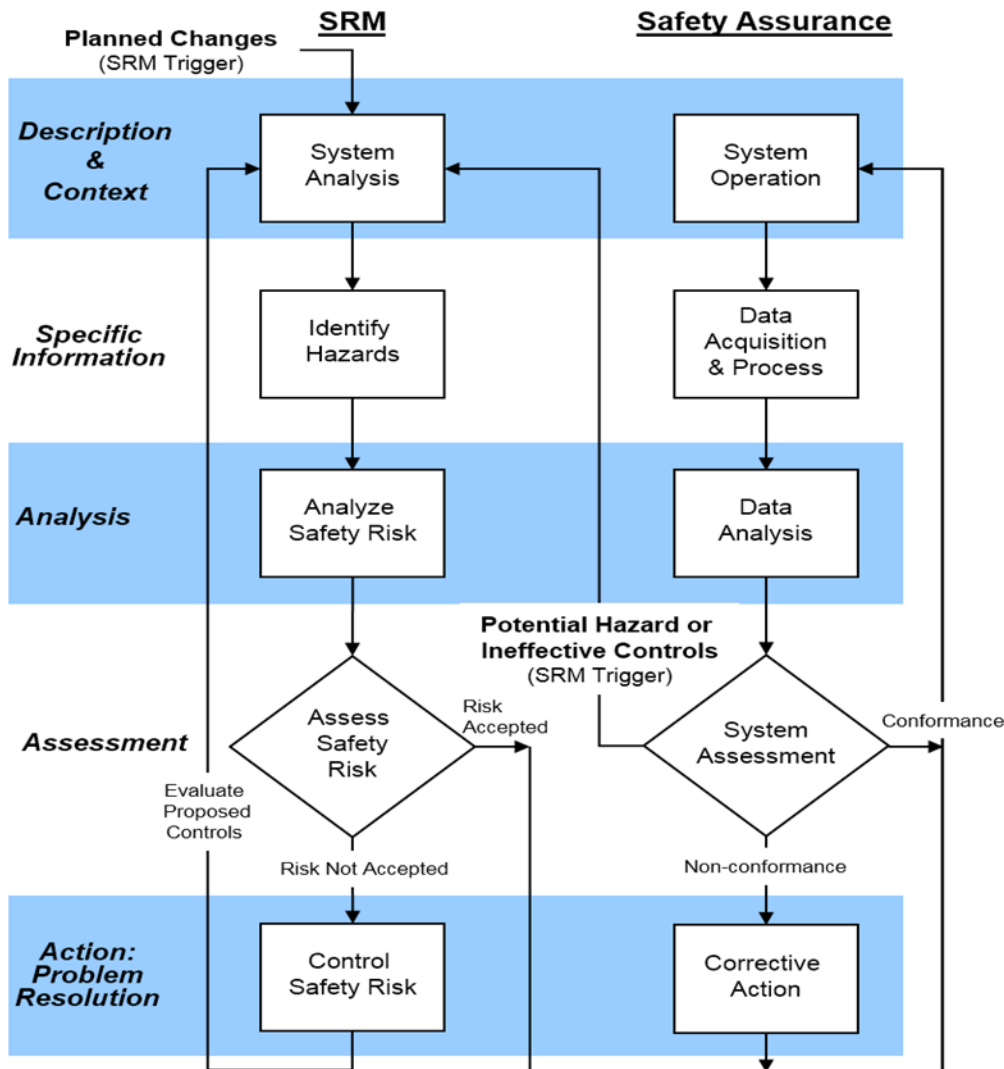 SRM
Safety Assurance
Planned Changes
(SRM Trigger)
Description
&
Context
System
Analysis
System
Operation
Specific
Information
Identify
Hazards
Data
Acquisition
& Process
Analysis
Analyze
Safety Risk
Data
Analysis
Potential Hazard or
Ineffective Controls
(SRM Trigger)
Assessment
Assess
Safety
Risk
Risk
Accepted
System
Assessment
Conformance
Evaluate
Proposed
Controls
Risk Not Accepted
Non-conformance
Action:
Problem
Resolution
Control
Safety Risk
Corrective
Action